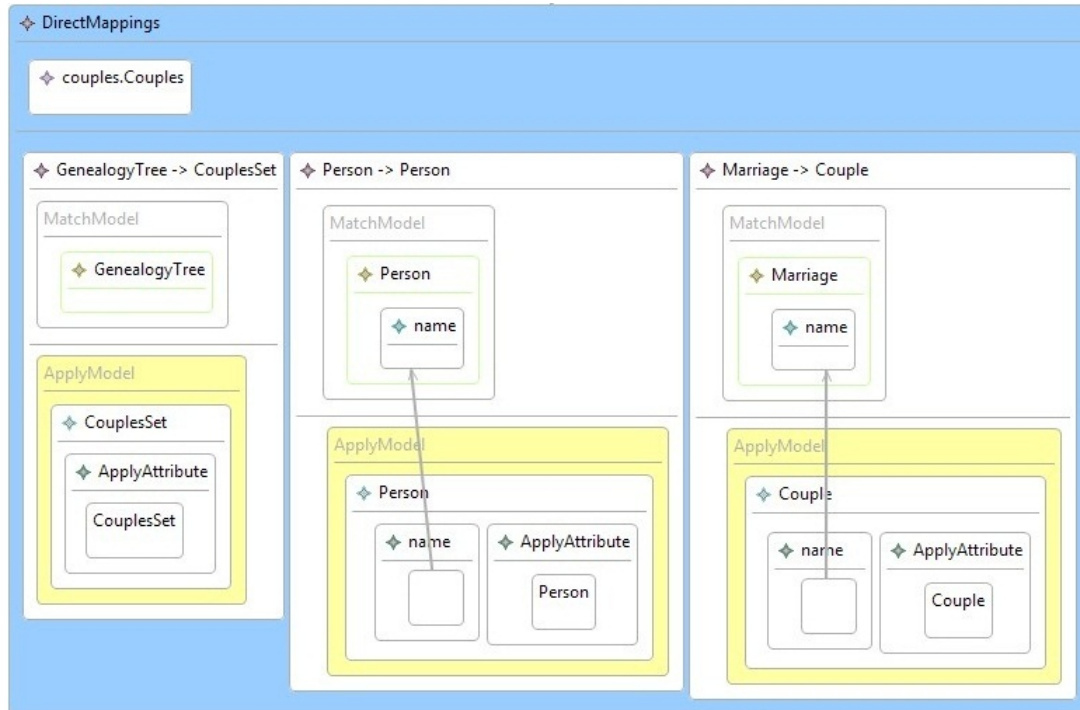 DirectMappings
couples.Couples
GenealogyTree -> CouplesSet
MatchModel
GenealogyTree
ApplyModel
CouplesSet
ApplyAttribute
CouplesSet
Person -> Person
MatchModel
Person
name
ApplyModel
Person
name
ApplyAttribute
Person
Marriage -> Couple
MatchModel
Marriage
name
ApplyModel
Couple
name
ApplyAttribute
Couple